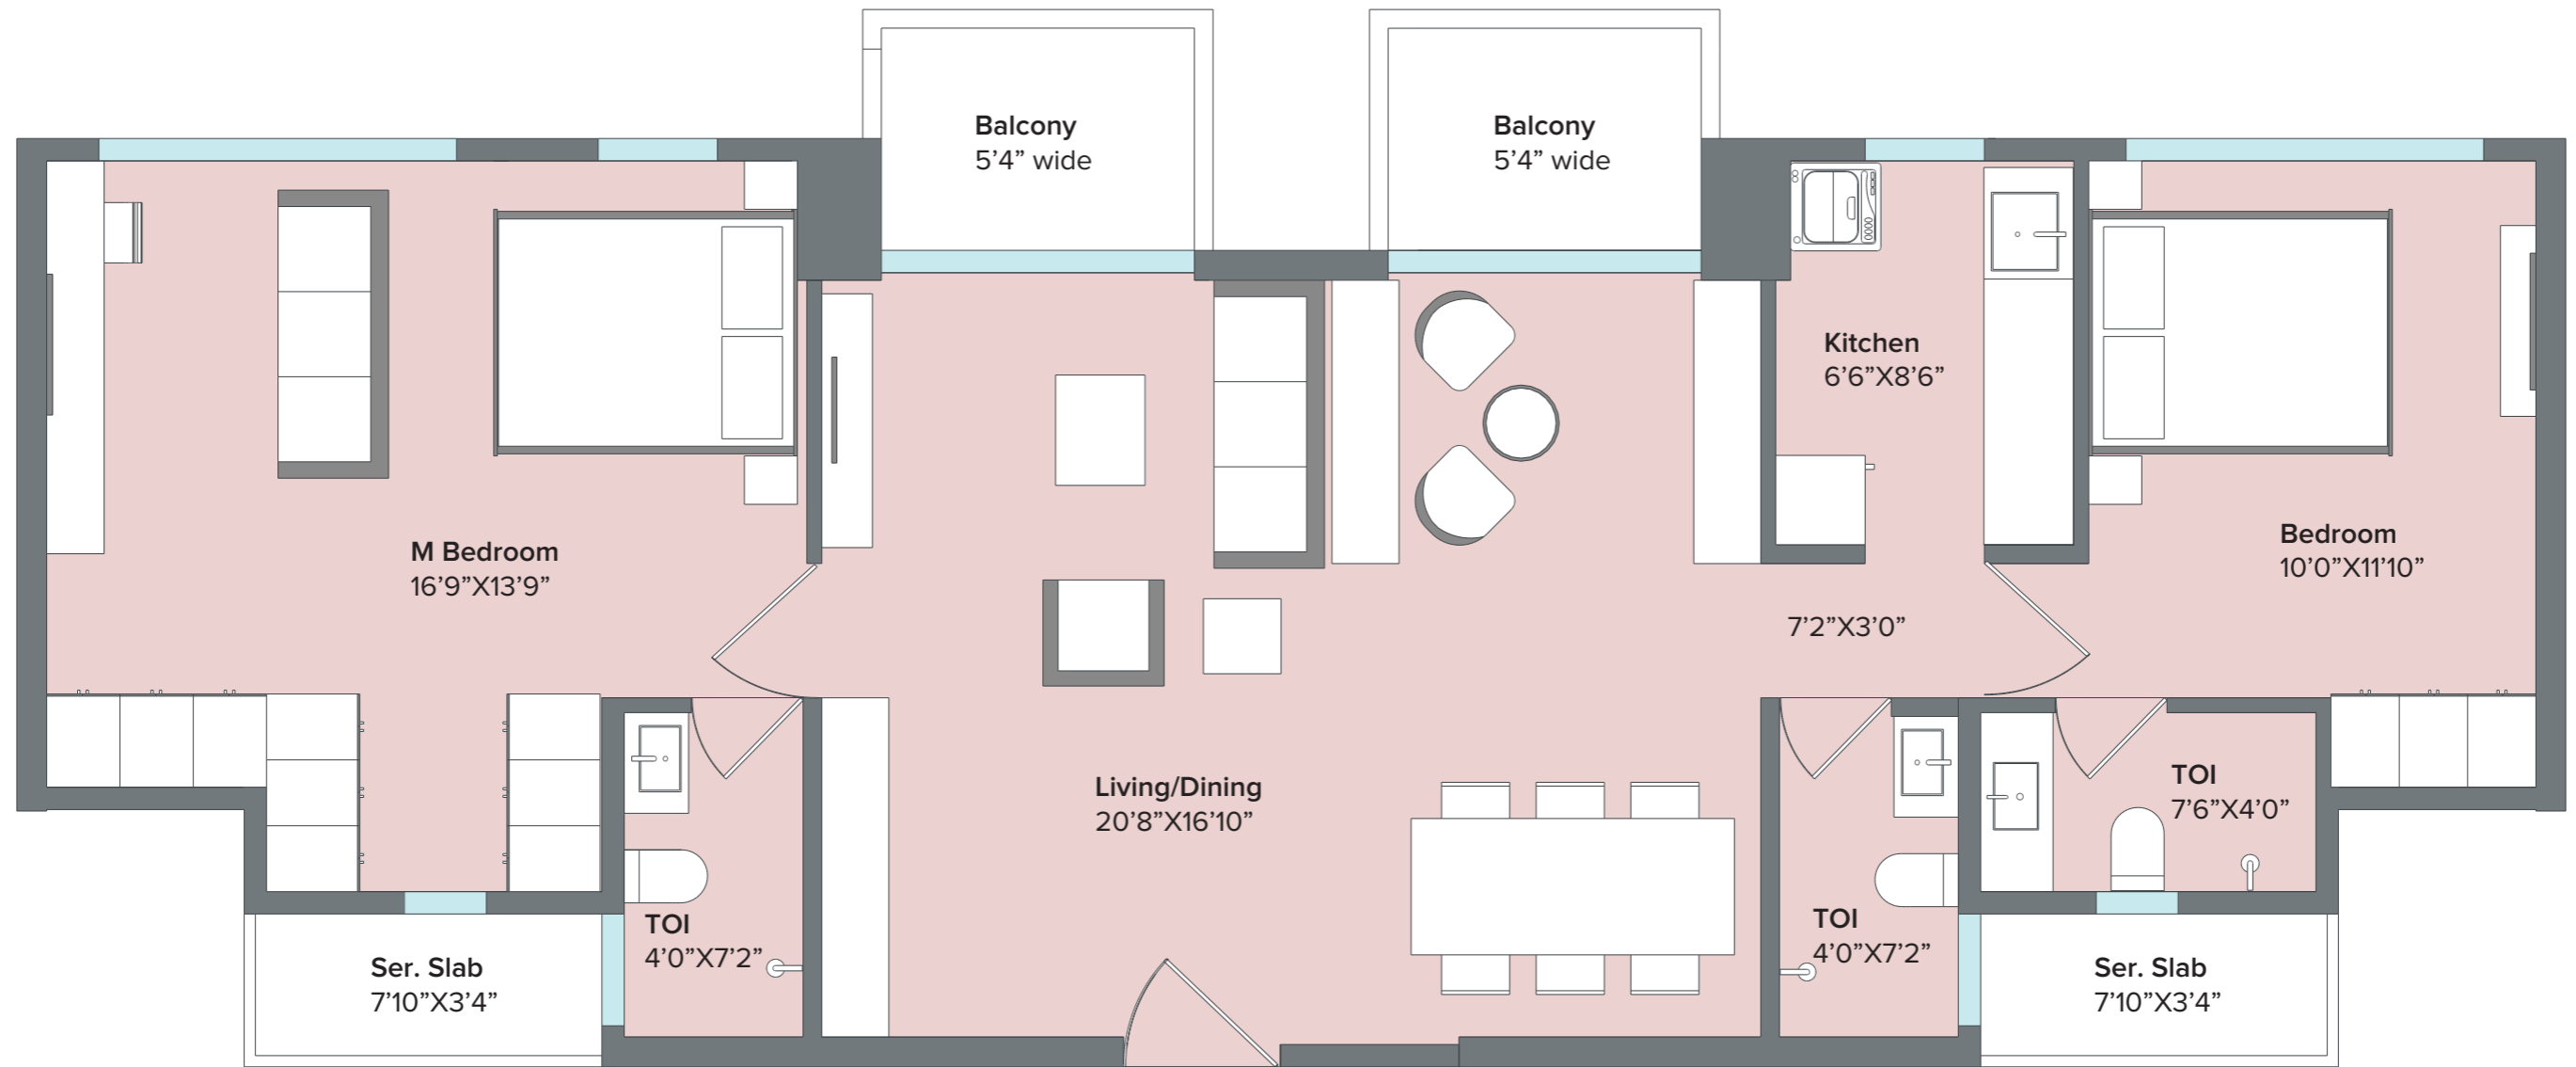 Balcony
5’4” wide
Balcony
5’4” wide
Kitchen
6’6”X8’6”
M Bedroom
16’9”X13’9”
Bedroom
10’0”X11’10”
7’2”X3’0”
Living/Dining
20’8”X16’10”
TOI
7’6”X4’0”
TOI
4’0”X7’2”
TOI
4’0”X7’2”
Ser. Slab
7’10”X3’4”
Ser. Slab
7’10”X3’4”